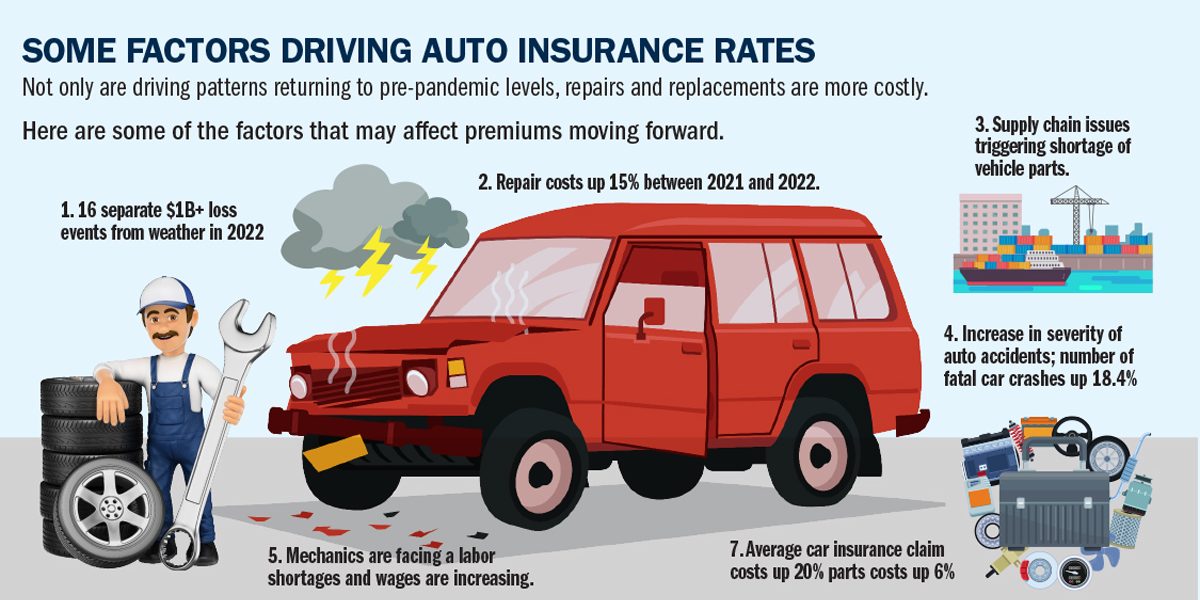 SOME FACTORS DRIVING AUTO INSURANCE RATES
Not only are driving patterns returning to pre-pandemic levels, repairs and replacements are more costly.
Here are some of the factors that may affect premiums moving forward.
1. 16 separate $1B+ loss
events from weather in 2022
2. Repair costs up 15% between 2021 and 2022.
3. Supply chain issues
triggering shortage of
vehicle parts.
4. Increase in severity of
auto accidents; number of
fatal car crashes up 18.4%
5. Mechanics are facing a labor
shortages and wages are increasing.
7. Average car insurance claim
costs up 20% parts costs up 6%